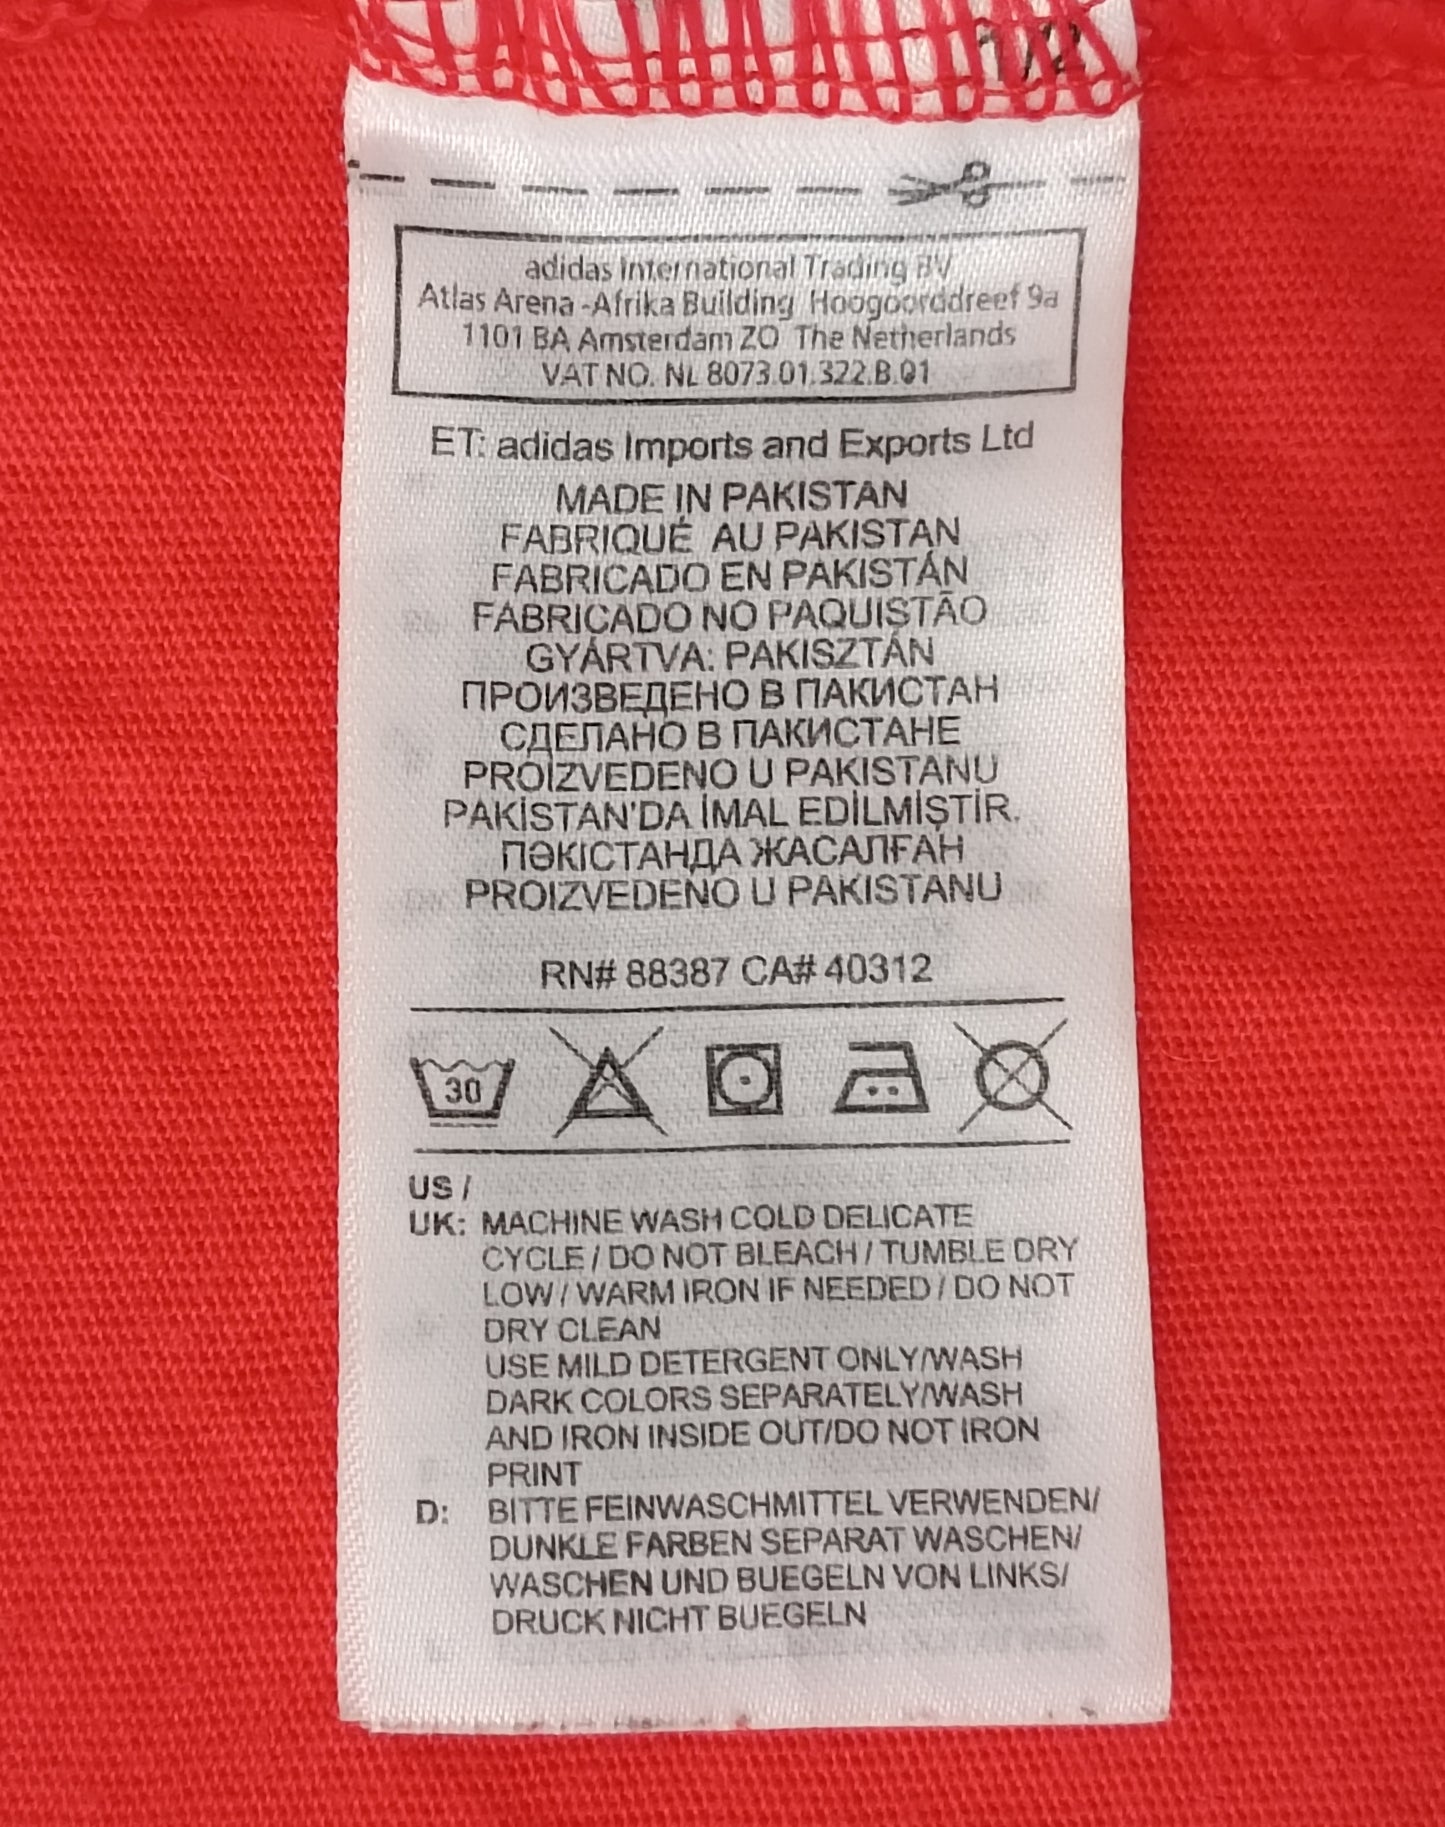 1/2
adidas International Trading BV
Atlas Arena -Afrika Building Hoogoorddreef 9a
1101 BA Amsterdam ZO The Netherlands
VAT NO. NL 8073.01.322.B.01
ET: adidas Imports and Exports Ltd
MADE IN PAKISTAN
FABRIQUÉ AU PAKISTAN
FABRICADO EN PAKISTÁN
FABRICADO NO PAQUISTÃO
GYÁRTVA: PAKISZTÁN
ПРОИЗВЕДЕНО В ПАКИСТАН
СДЕЛАНО В ПАКИСТАНЕ
PROIZVEDENO U PAKISTANU
PAKİSTAN'DA İMAL EDİLMİŞTİR.
ПӘКІСТАНДА ЖАСАЛҒАН
PROIZVEDENO U PAKISTANU
RN# 88387 CA# 40312
30
US /
UK: MACHINE WASH COLD DELICATE
CYCLE / DO NOT BLEACH / TUMBLE DRY
LOW / WARM IRON IF NEEDED / DO NOT
DRY CLEAN
USE MILD DETERGENT ONLY/WASH
DARK COLORS SEPARATELY/WASH
AND IRON INSIDE OUT/DO NOT IRON
PRINT
D: BITTE FEINWASCHMITTEL VERWENDEN/
DUNKLE FARBEN SEPARAT WASCHEN/
WASCHEN UND BUEGELN VON LINKS/
DRUCK NICHT BUEGELN